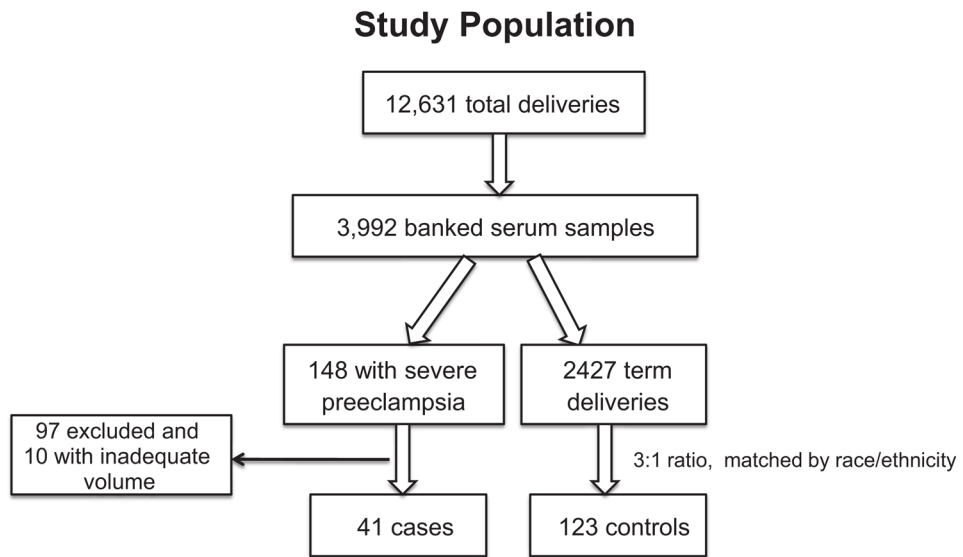 Study Population
12,631 total deliveries
3,992 banked serum samples
148 with severe
preeclampsia
2427 term
deliveries
97 excluded and
10 with inadequate
volume
3:1 ratio, matched by race/ethnicity
41 cases
123 controls